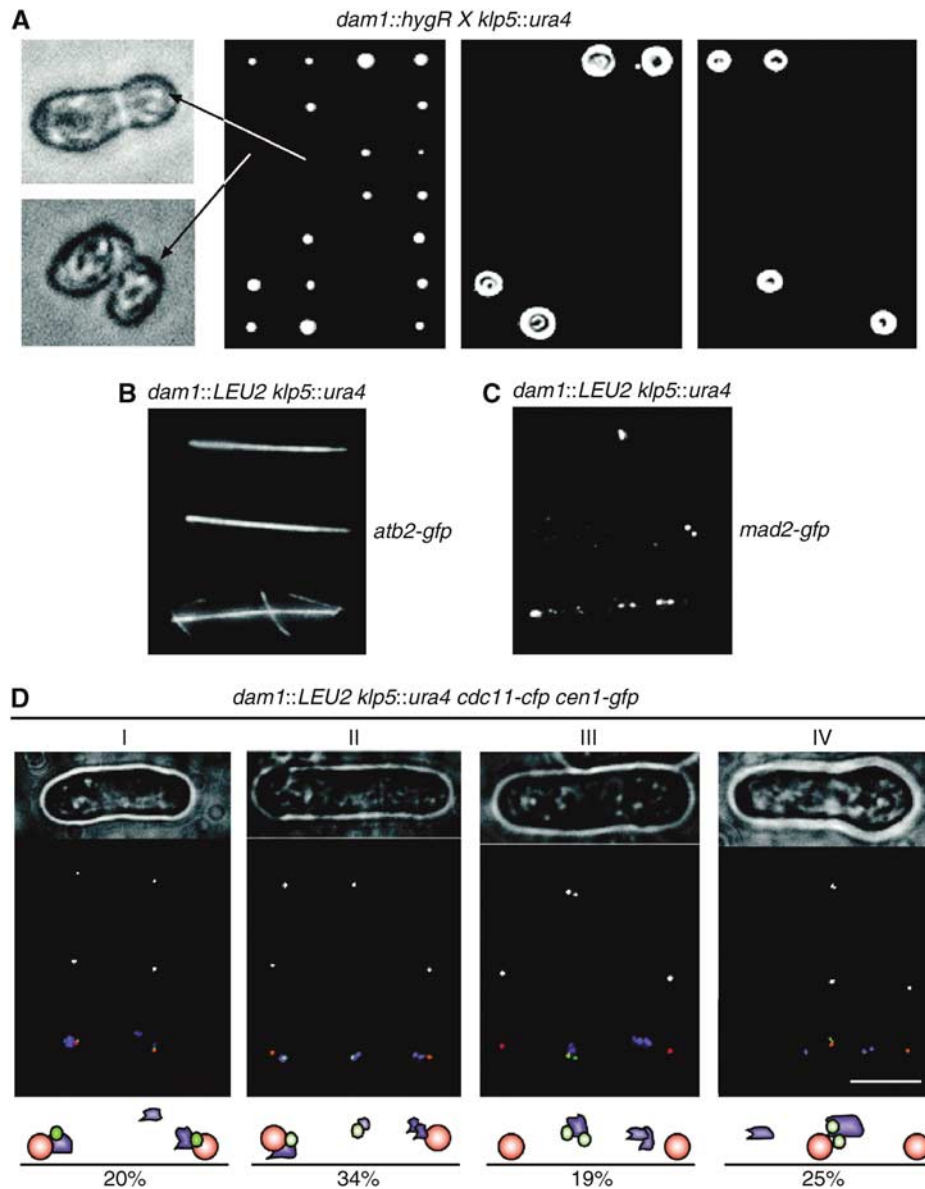 A
dam1::hygR X klp5::ura4
B
dam1::LEU2 klp5::ura4
atb2-gfp
C
dam1::LEU2 klp5::ura4
mad2-gfp
D
dam1::LEU2 klp5::ura4 cdc11-cfp cen1-gfp
I II III IV
20% 34% 19% 25%